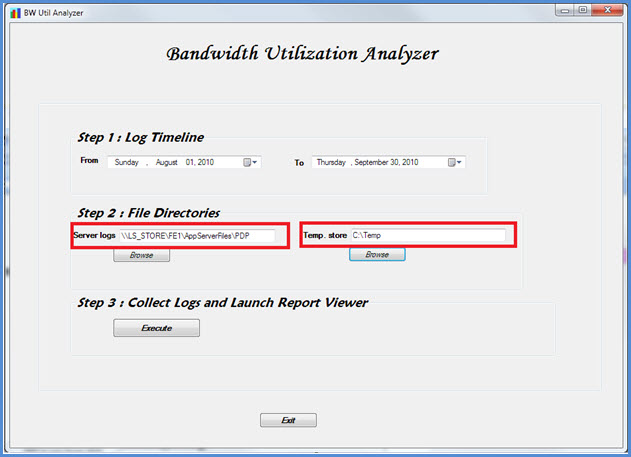 BW Util Analyzer
Bandwidth Utilization Analyzer
Step 1 : Log Timeline
From Sunday , August 01, 2010 To Thursday , September 30, 2010
Step 2 : File Directories
Server logs \\LS_STORE\FE1\AppServerFiles\PDP Temp. store C:\Temp
Browse Browse
Step 3 : Collect Logs and Launch Report Viewer
Execute
Exit